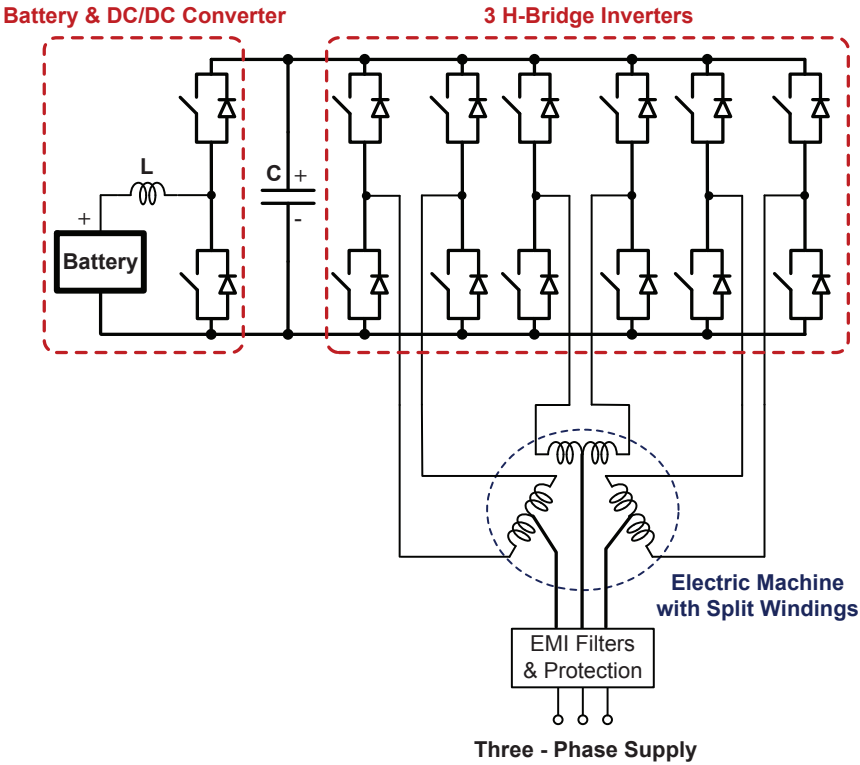 Battery & DC/DC Converter
3 H-Bridge Inverters
L
C
+
-
+
Battery
Electric Machine
with Split Windings
EMI Filters
& Protection
Three - Phase Supply